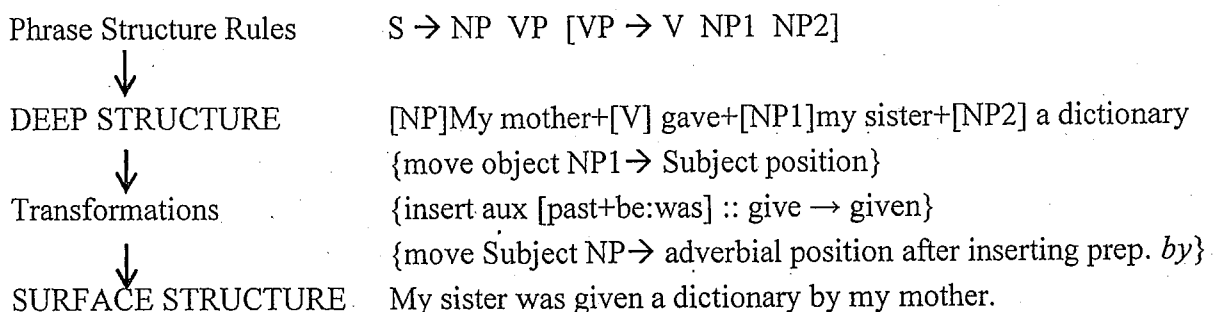 Phrase Structure Rules S → NP VP [VP → V NP1 NP2]
↓
DEEP STRUCTURE [NP]My mother+[V] gave+[NP1]my sister+[NP2] a dictionary
↓ {move object NP1→ Subject position}
Transformations {insert aux [past+be:was] :: give → given}
↓ {move Subject NP→ adverbial position after inserting prep. by}
SURFACE STRUCTURE My sister was given a dictionary by my mother.